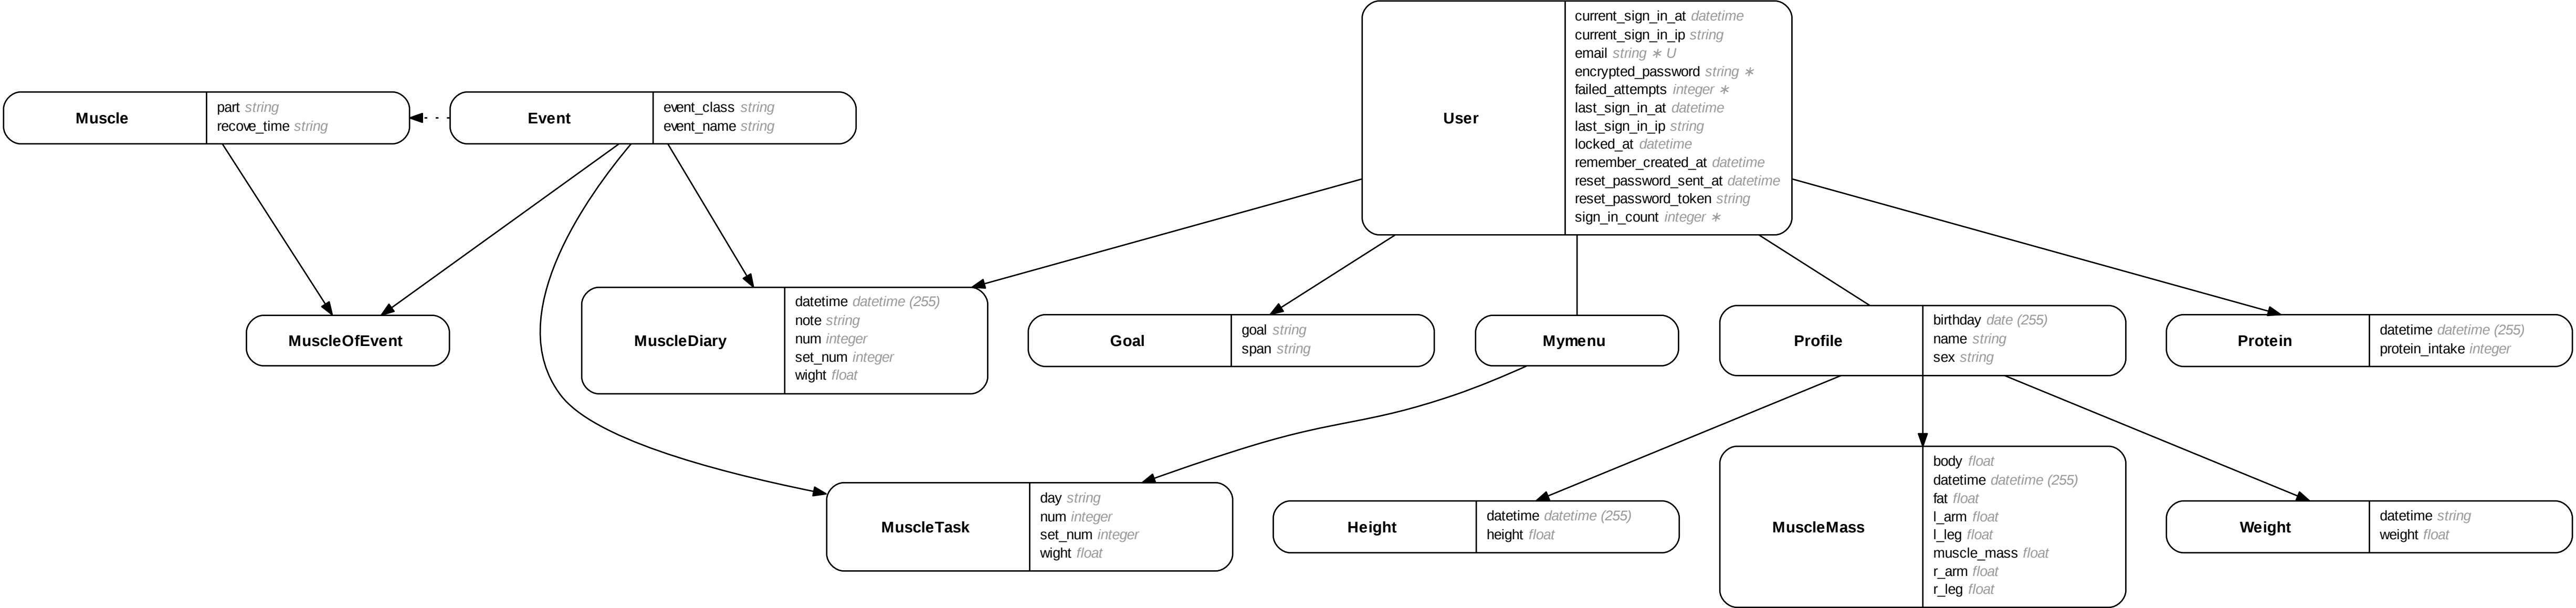 Muscle
part string
recove_time string
Event
event_class string
event_name string
User
current_sign_in_at datetime
current_sign_in_ip string
email string ∗ U
encrypted_password string ∗
failed_attempts integer ∗
last_sign_in_at datetime
last_sign_in_ip string
locked_at datetime
remember_created_at datetime
reset_password_sent_at datetime
reset_password_token string
sign_in_count integer ∗
MuscleOfEvent
MuscleDiary
datetime datetime (255)
note string
num integer
set_num integer
wight float
Goal
goal string
span string
Mymenu
Profile
birthday date (255)
name string
sex string
Protein
datetime datetime (255)
protein_intake integer
MuscleTask
day string
num integer
set_num integer
wight float
Height
datetime datetime (255)
height float
MuscleMass
body float
datetime datetime (255)
fat float
l_arm float
l_leg float
muscle_mass float
r_arm float
r_leg float
Weight
datetime string
weight float